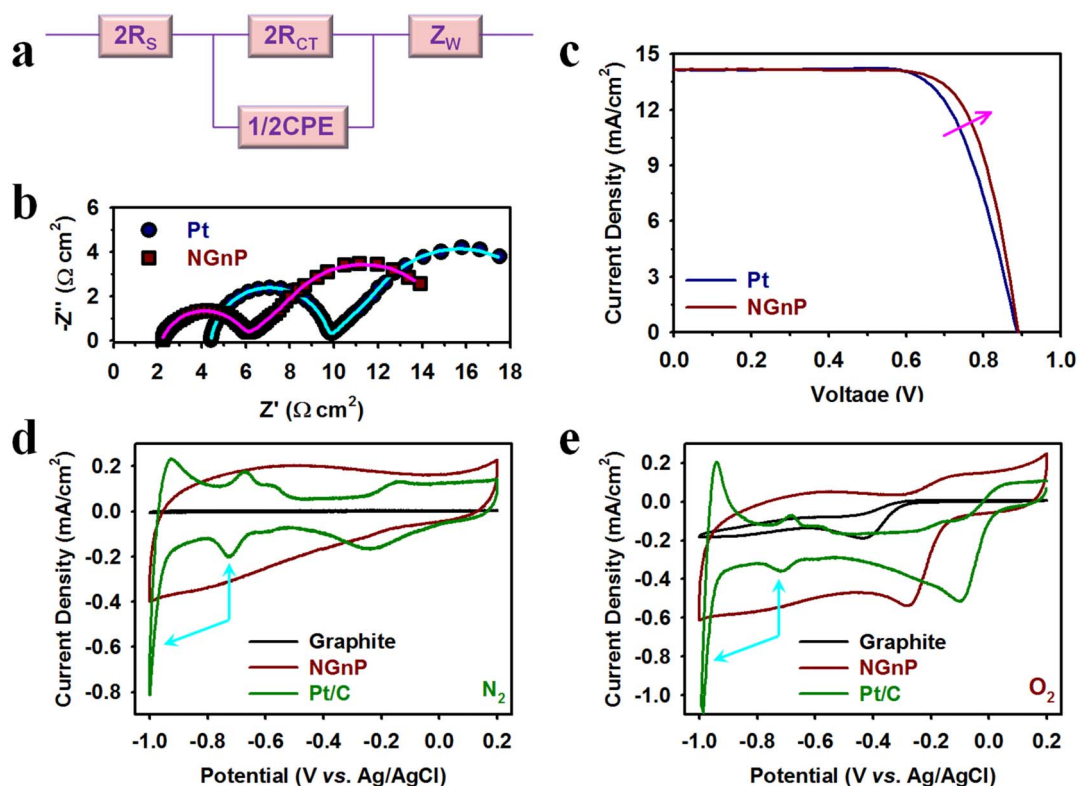 a
2R_S
2R_CT
Z_W
1/2CPE
b
-Z'' (Ω cm²)
6
4
2
0
Pt
NGnP
0 2 4 6 8 10 12 14 16 18
Z' (Ω cm²)
c
Current Density (mA/cm²)
15
12
9
6
3
0
Pt
NGnP
0.0 0.2 0.4 0.6 0.8 1.0
Voltage (V)
d
Current Density (mA/cm²)
0.2
0.0
-0.2
-0.4
-0.6
-0.8
Graphite
NGnP
Pt/C
N₂
-1.0 -0.8 -0.6 -0.4 -0.2 0.0 0.2
Potential (V vs. Ag/AgCl)
e
Current Density (mA/cm²)
0.4
0.2
0.0
-0.2
-0.4
-0.6
-0.8
-1.0
Graphite
NGnP
Pt/C
O₂
-1.0 -0.8 -0.6 -0.4 -0.2 0.0 0.2
Potential (V vs. Ag/AgCl)